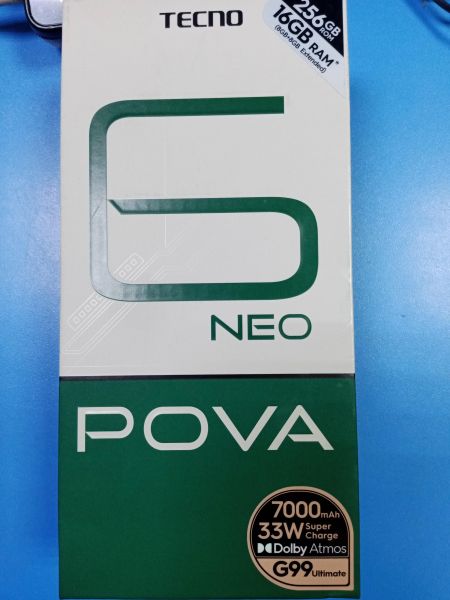 TECNO
256GB ROM
16GB RAM*
(8GB+8GB Extended)
6
NEO
POVA
7000mAh
33W Super Charge
Dolby Atmos
G99 Ultimate